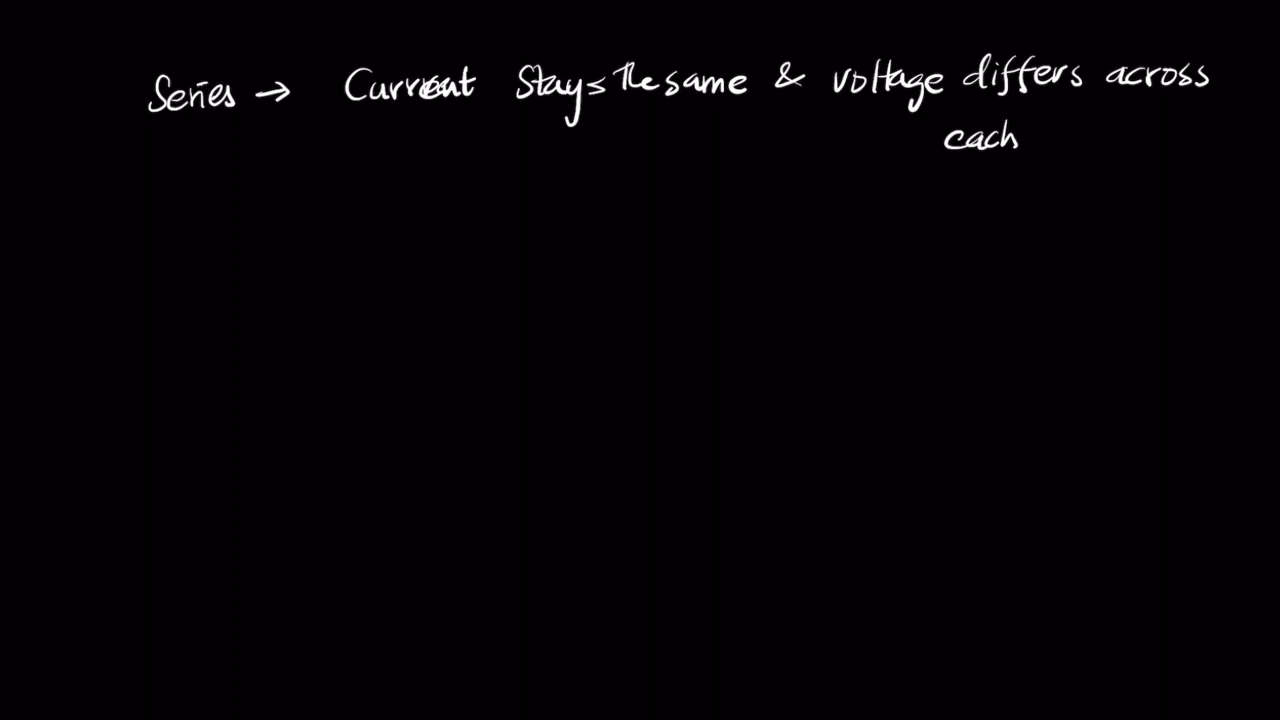 Series → Current Stays the same & voltage differs across
each